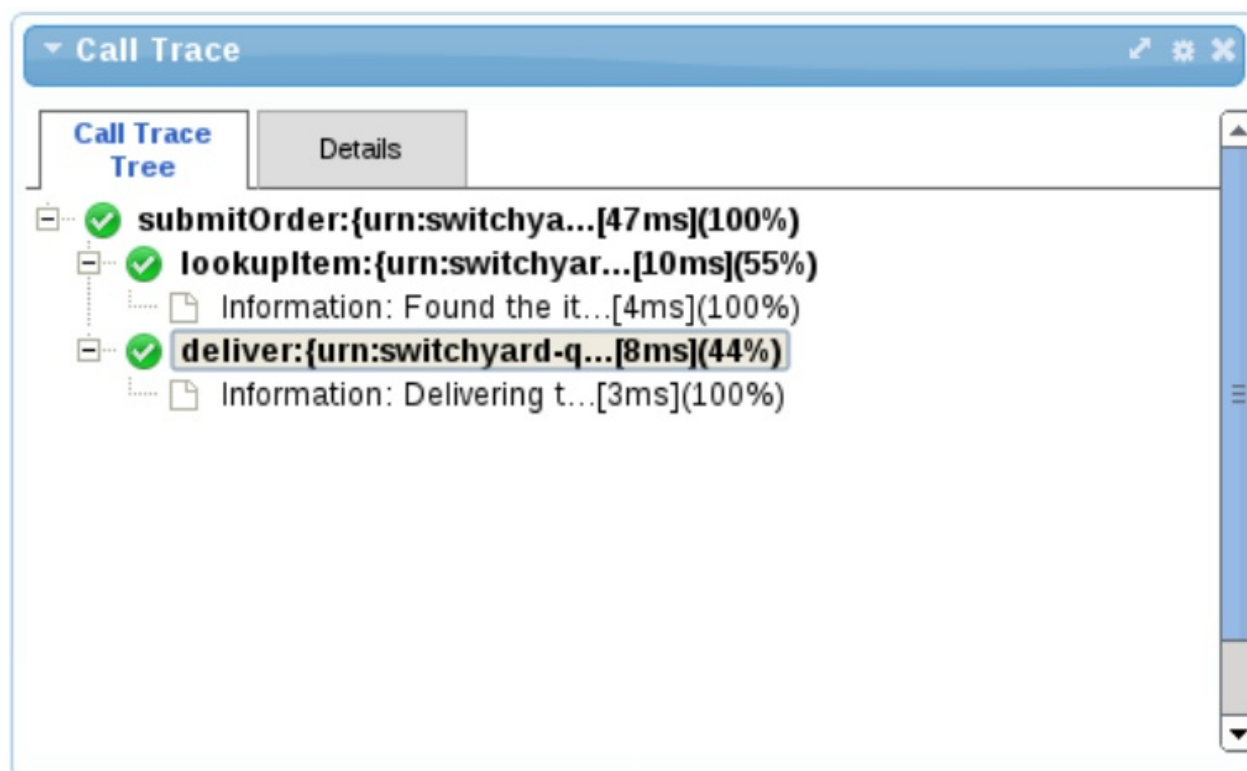 Call Trace
Call Trace
Tree
Details
submitOrder:{urn:switchya...[47ms](100%)
lookupItem:{urn:switchyar...[10ms](55%)
Information: Found the it...[4ms](100%)
deliver:{urn:switchyard-q...[8ms](44%)
Information: Delivering t...[3ms](100%)